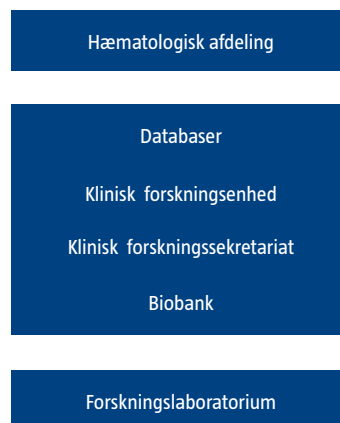 Hæmatologisk afdeling
Databaser
Klinisk forskningsenhed
Klinisk forskningssekretariat
Biobank
Forskningslaboratorium